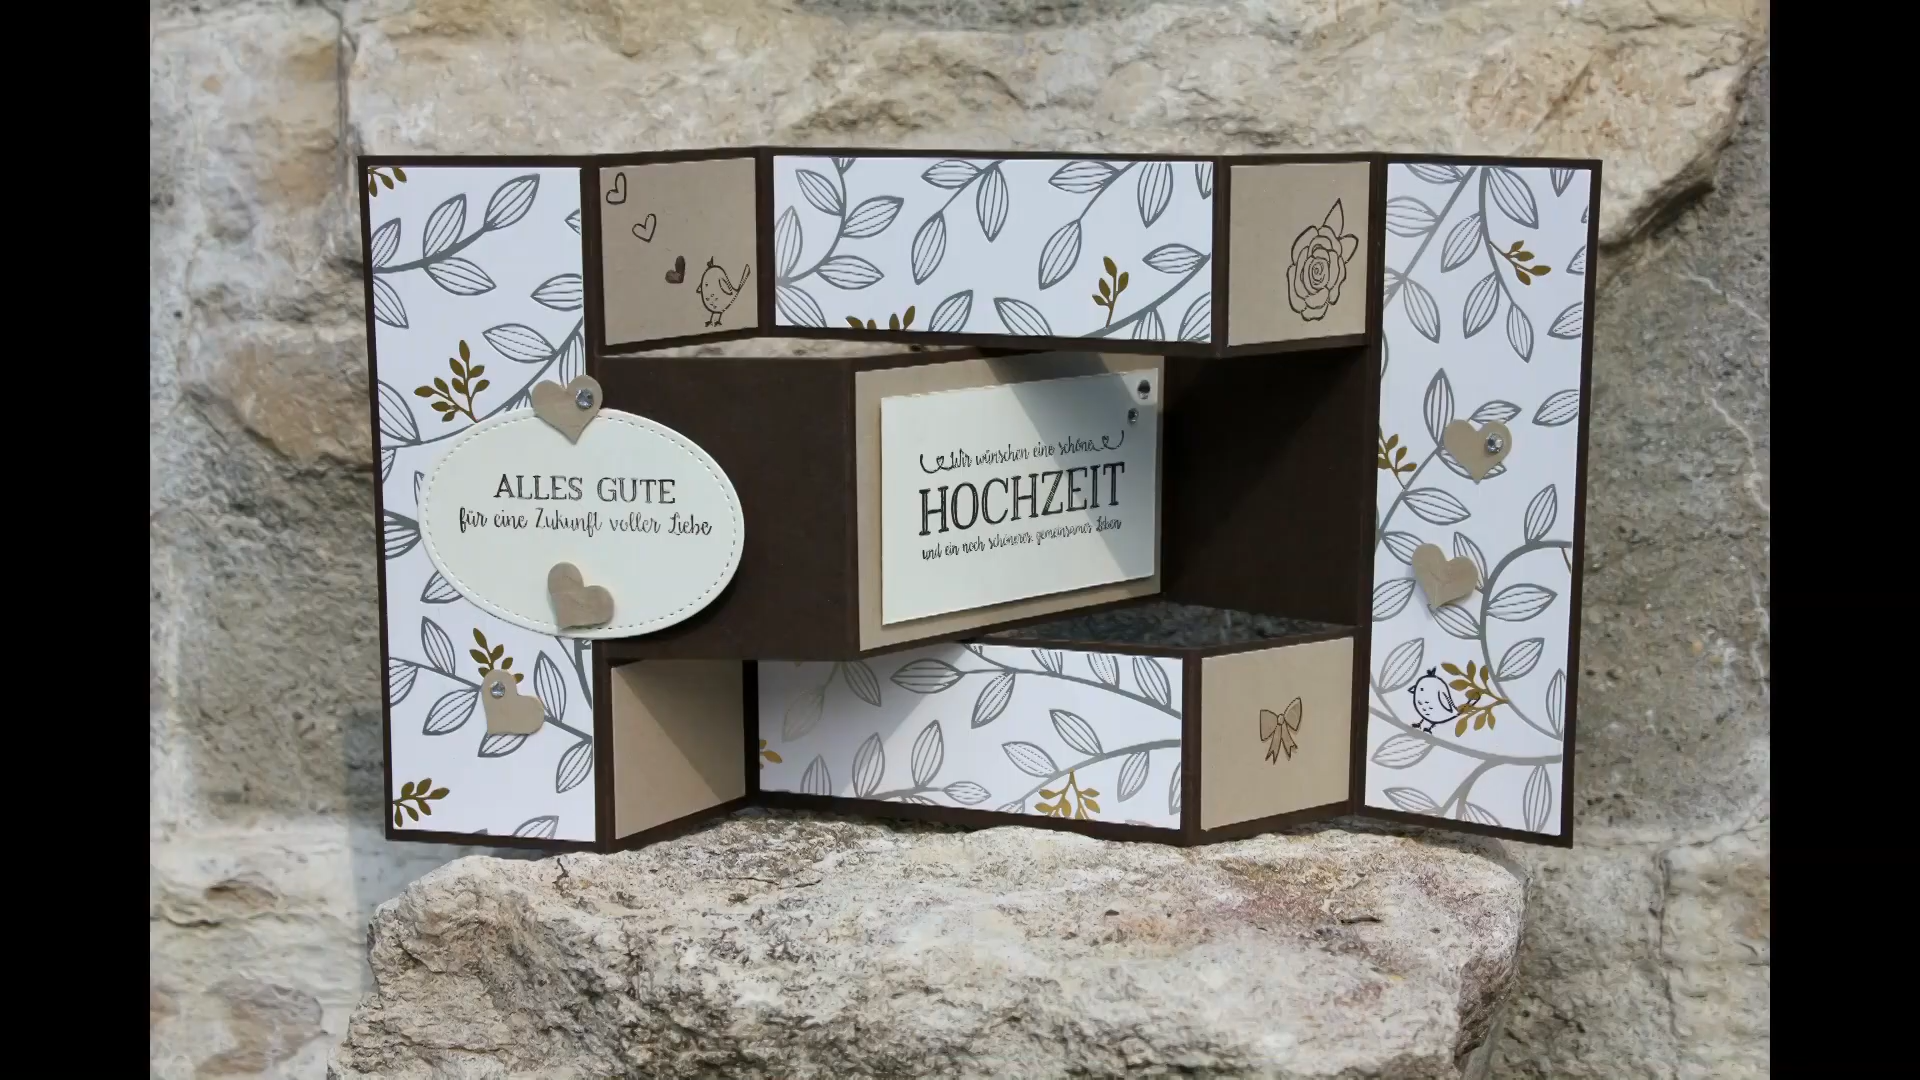 ALLES GUTE
für eine Zukunft voller Liebe
Wir wünschen eine schöne
HOCHZEIT
und ein noch schöneres, gemeinsames Leben